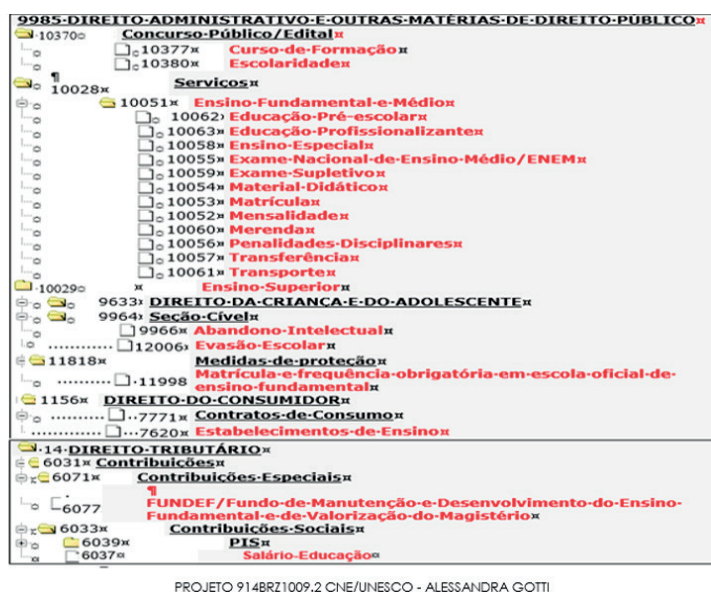 9985·DIREITO·ADMINISTRATIVO·E·OUTRAS·MATÉRIAS·DE·DIREITO·PÚBLICO¤
·10370○ Concurso·Público/Edital¤
10377¤ Curso·de·Formação¤
10380¤ Escolaridade¤
¶
10028¤ Serviços¤
10051¤ Ensino·Fundamental·e·Médio¤
10062¤ Educação·Pré-escolar¤
10063¤ Educação·Profissionalizante¤
10058¤ Ensino·Especial¤
10055¤ Exame·Nacional·de·Ensino·Médio/ENEM¤
10059¤ Exame·Supletivo¤
10054¤ Material·Didático¤
10053¤ Matrícula¤
10052¤ Mensalidade¤
10060¤ Merenda¤
10056¤ Penalidades·Disciplinares¤
10057¤ Transferência¤
10061¤ Transporte¤
·10029○ ¤ Ensino·Superior¤
9633¤ DIREITO·DA·CRIANÇA·E·DO·ADOLESCENTE¤
9964¤ Seção·Cível¤
9966¤ Abandono·Intelectual¤
12006¤ Evasão·Escolar¤
11818¤ Medidas·de·proteção¤
·11998 Matrícula·e·frequência·obrigatória·em·escola·oficial·de·
ensino·fundamental¤
1156¤ DIREITO·DO·CONSUMIDOR¤
··7771¤ Contratos·de·Consumo¤
··7620¤ Estabelecimentos·de·Ensino¤
·14·DIREITO·TRIBUTÁRIO¤
6031¤ Contribuições¤
6071¤ Contribuições·Especiais¤
¶
6077 FUNDEF/Fundo·de·Manutenção·e·Desenvolvimento·do·Ensino·
Fundamental·e·de·Valorização·do·Magistério¤
6033¤ Contribuições·Sociais¤
6039¤ PIS¤
6037¤ Salário-Educação¤
PROJETO 914BRZ1009.2 CNE/UNESCO - ALESSANDRA GOTTI